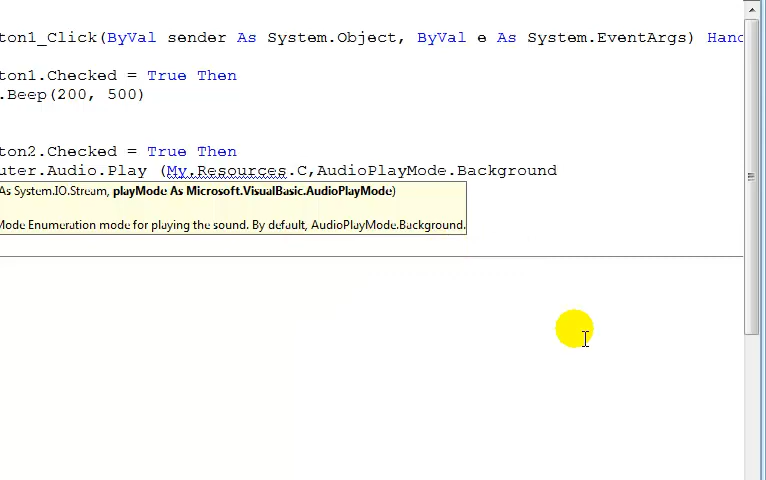 ton1_Click(ByVal sender As System.Object, ByVal e As System.EventArgs) Hand
ton1.Checked = True Then
.Beep(200, 500)
ton2.Checked = True Then
uter.Audio.Play (My.Resources.C,AudioPlayMode.Background
As System.IO.Stream, playMode As Microsoft.VisualBasic.AudioPlayMode)
Mode Enumeration mode for playing the sound. By default, AudioPlayMode.Background.